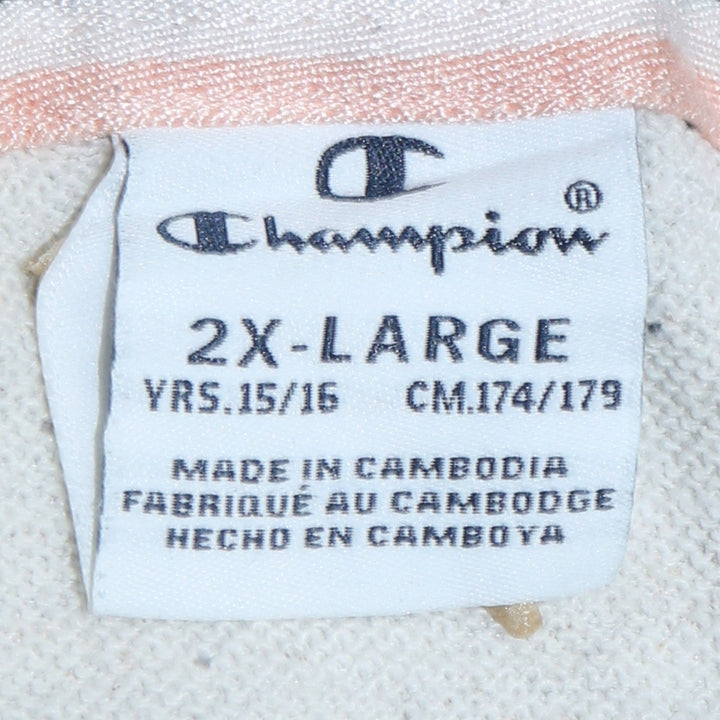 Champion®
2X-LARGE
YRS.15/16 CM.174/179
MADE IN CAMBODIA
FABRIQUÉ AU CAMBODGE
HECHO EN CAMBOYA